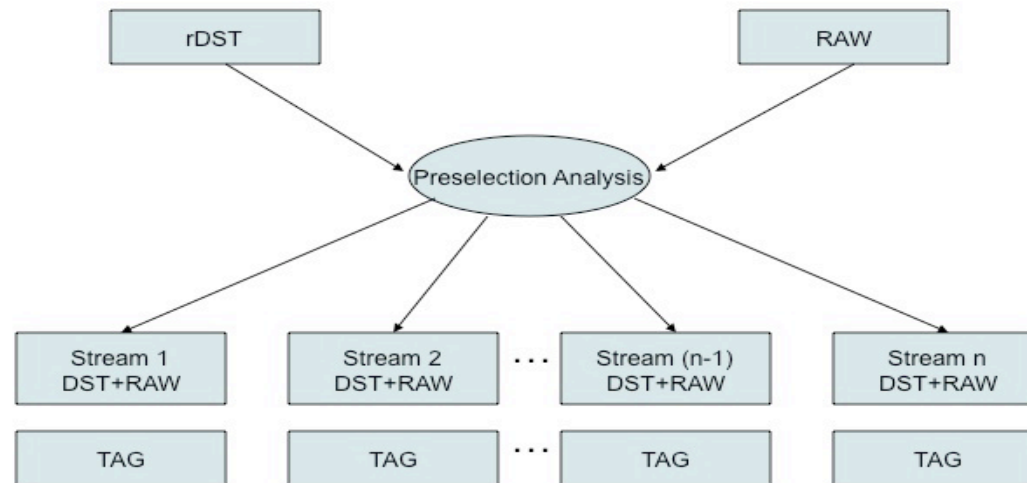 rDST
RAW
Preselection Analysis
Stream 1
DST+RAW
Stream 2
DST+RAW
...
Stream (n-1)
DST+RAW
Stream n
DST+RAW
TAG
TAG
...
TAG
TAG